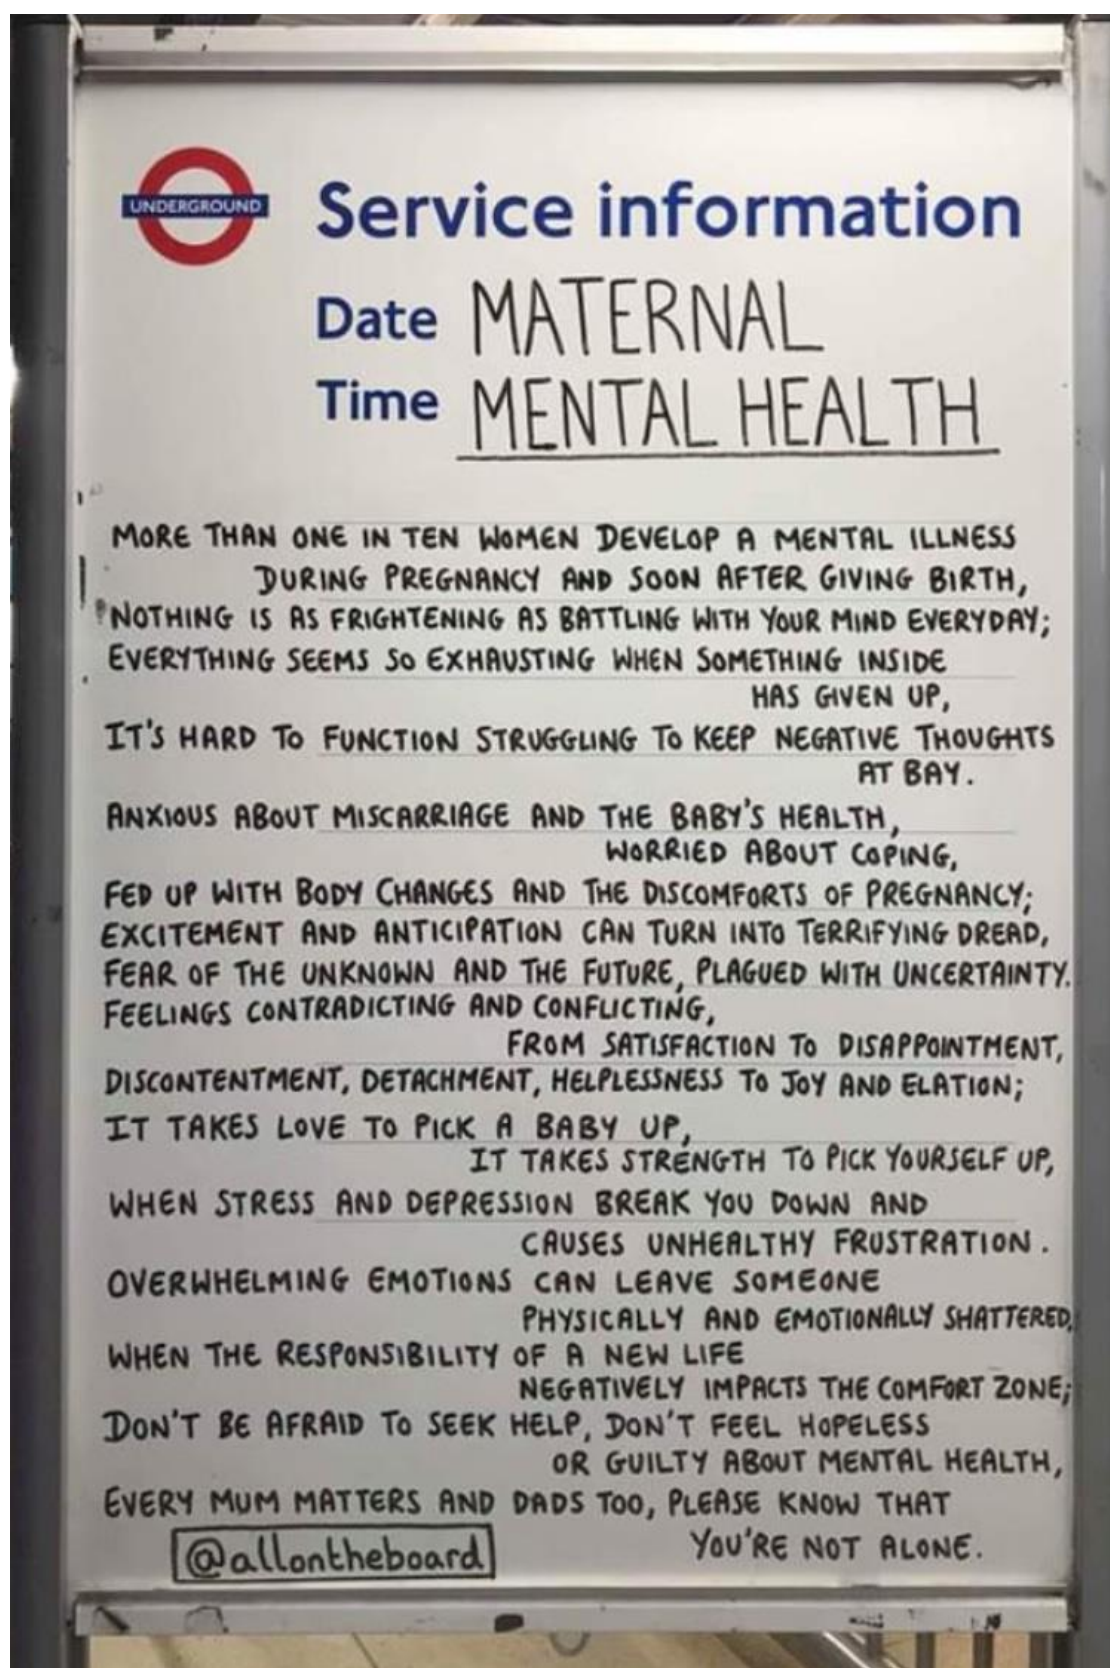 UNDERGROUND
Service information
Date MATERNAL
Time MENTAL HEALTH
MORE THAN ONE IN TEN WOMEN DEVELOP A MENTAL ILLNESS
DURING PREGNANCY AND SOON AFTER GIVING BIRTH,
NOTHING IS AS FRIGHTENING AS BATTLING WITH YOUR MIND EVERYDAY;
EVERYTHING SEEMS SO EXHAUSTING WHEN SOMETHING INSIDE
HAS GIVEN UP,
IT'S HARD TO FUNCTION STRUGGLING TO KEEP NEGATIVE THOUGHTS
AT BAY.
ANXIOUS ABOUT MISCARRIAGE AND THE BABY'S HEALTH,
WORRIED ABOUT COPING,
FED UP WITH BODY CHANGES AND THE DISCOMFORTS OF PREGNANCY;
EXCITEMENT AND ANTICIPATION CAN TURN INTO TERRIFYING DREAD,
FEAR OF THE UNKNOWN AND THE FUTURE, PLAGUED WITH UNCERTAINTY.
FEELINGS CONTRADICTING AND CONFLICTING,
FROM SATISFACTION TO DISAPPOINTMENT,
DISCONTENTMENT, DETACHMENT, HELPLESSNESS TO JOY AND ELATION;
IT TAKES LOVE TO PICK A BABY UP,
IT TAKES STRENGTH TO PICK YOURSELF UP,
WHEN STRESS AND DEPRESSION BREAK YOU DOWN AND
CAUSES UNHEALTHY FRUSTRATION.
OVERWHELMING EMOTIONS CAN LEAVE SOMEONE
PHYSICALLY AND EMOTIONALLY SHATTERED,
WHEN THE RESPONSIBILITY OF A NEW LIFE
NEGATIVELY IMPACTS THE COMFORT ZONE;
DON'T BE AFRAID TO SEEK HELP, DON'T FEEL HOPELESS
OR GUILTY ABOUT MENTAL HEALTH,
EVERY MUM MATTERS AND DADS TOO, PLEASE KNOW THAT
YOU'RE NOT ALONE.
@allontheboard